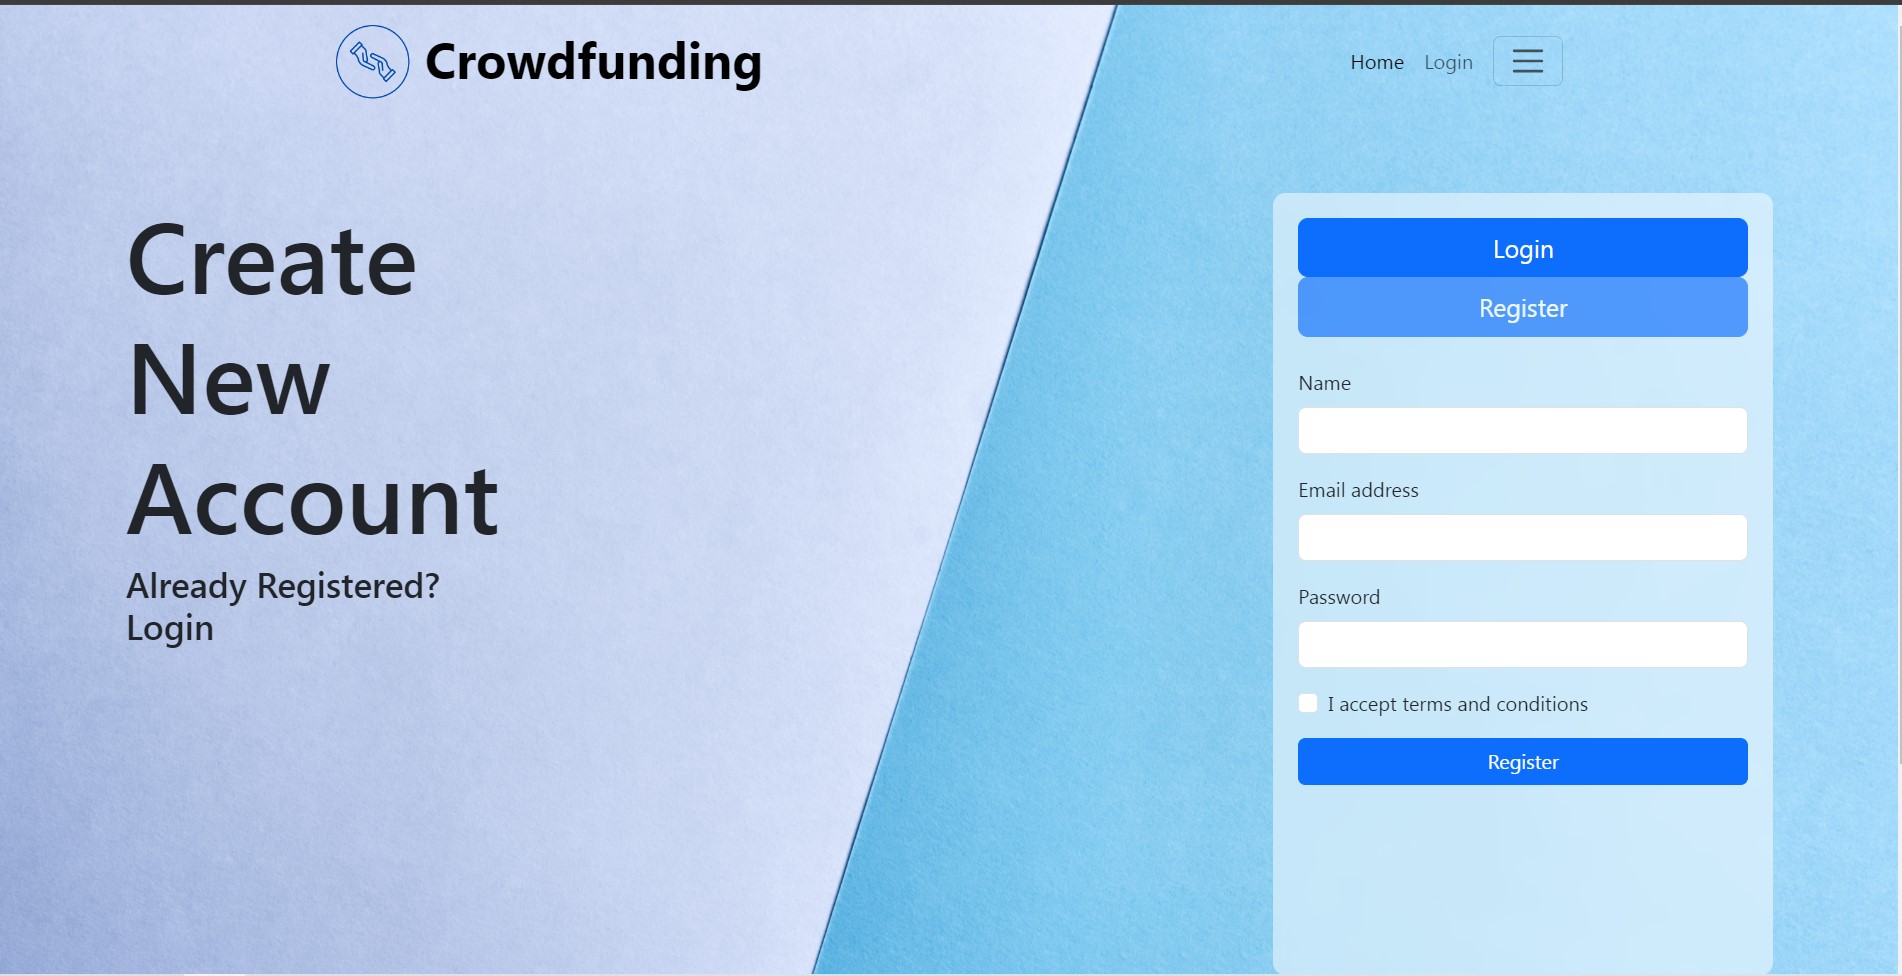 Crowdfunding
Home Login
Create
New
Account
Already Registered?
Login
Login
Register
Name
Email address
Password
I accept terms and conditions
Register